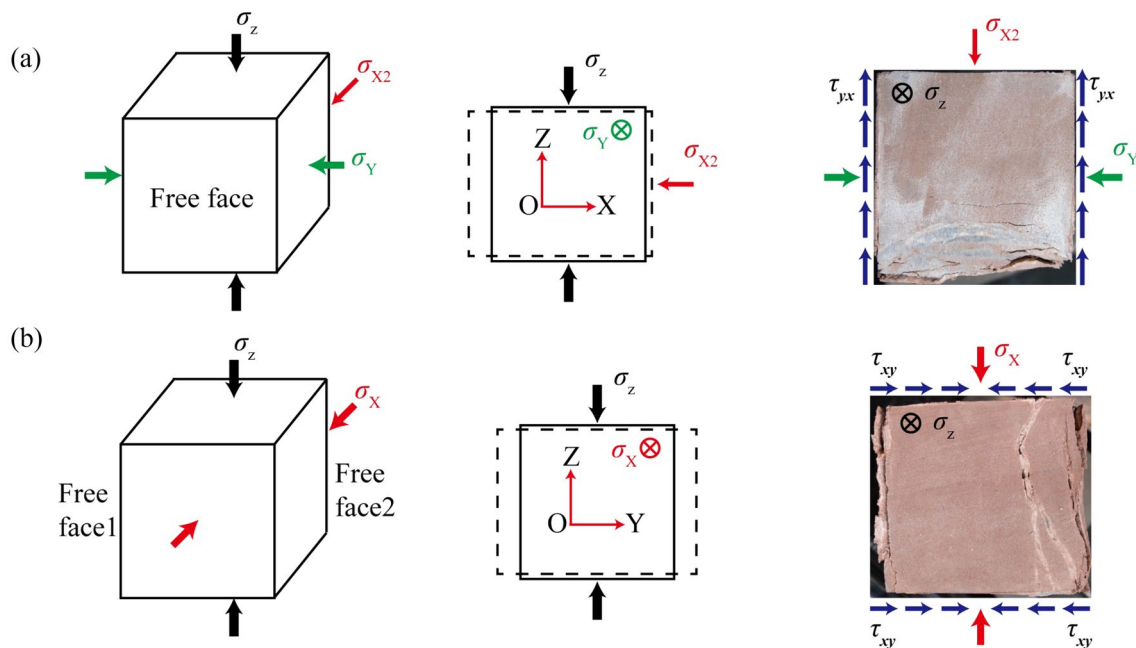 (a)
σz
σX2
σY
Free face
σz
σY
Z
O
X
σX2
σX2
τyx
τyx
σz
σY
(b)
σz
σX
Free
face1
Free
face2
σz
σX
Z
O
Y
σX
τxy
τxy
σz
τxy
τxy